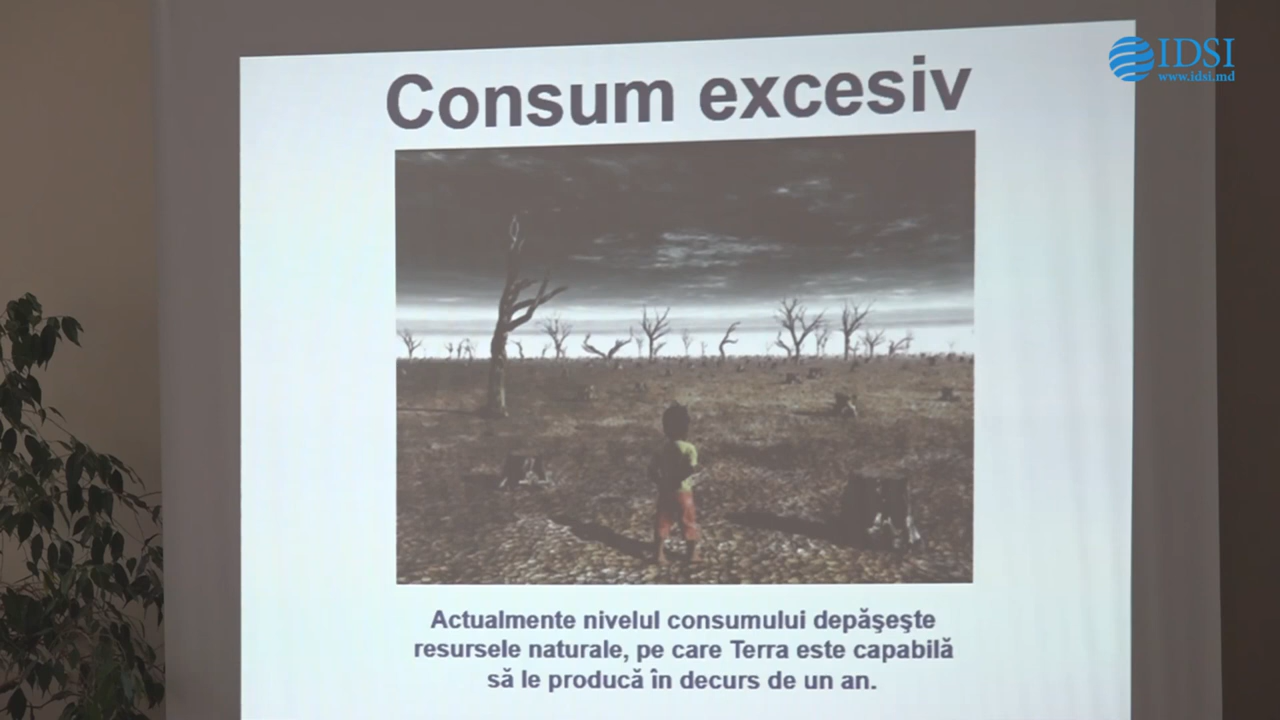 IDSI
www.idsi.md
Consum excesiv
Actualmente nivelul consumului depăşeşte
resursele naturale, pe care Terra este capabilă
să le producă în decurs de un an.